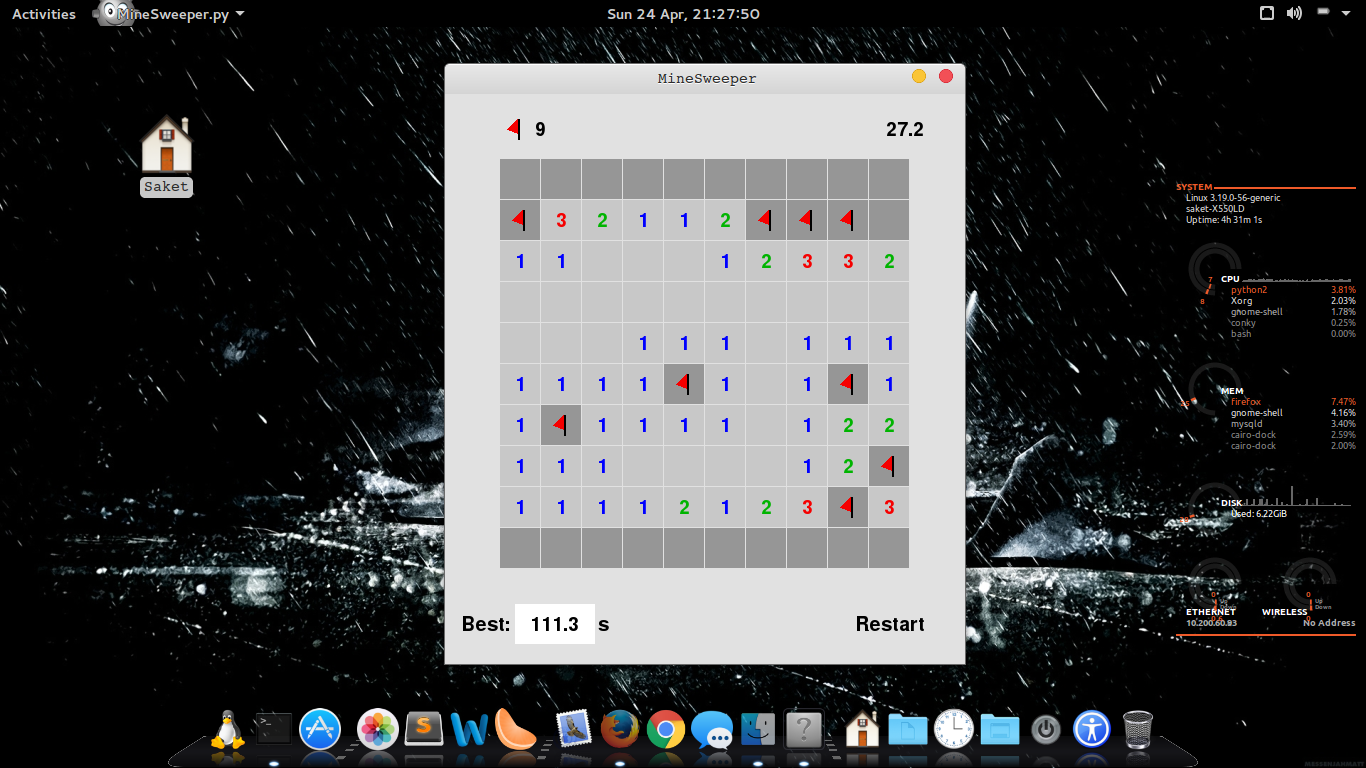 Activities MineSweeper.py Sun 24 Apr, 21:27:50
MineSweeper
9 27.2
3 2 1 1 2
1 1 1 2 3 3 2
1 1 1 1 1 1
1 1 1 1 1 1 1
1 1 1 1 1 1 2 2
1 1 1 1 2
1 1 1 1 2 1 2 3 3
Best: 111.3 s Restart
Saket
SYSTEM
Linux 3.19.0-56-generic
saket-X550LD
Uptime: 4h 31m 1s
CPU
python2 3.81%
Xorg 2.03%
gnome-shell 1.78%
conky 0.25%
bash 0.00%
MEM
firefox 7.47%
gnome-shell 4.16%
mysqld 3.40%
cairo-dock 2.59%
cairo-dock 2.00%
DISK
Used: 6.22GiB
Up Down
Up Down
ETHERNET WIRELESS
No Address